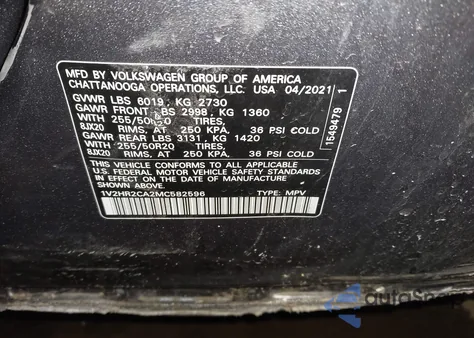 MFD BY VOLKSWAGEN GROUP OF AMERICA
CHATTANOOGA OPERATIONS, LLC. USA 04/2021
GVWR LBS 6019, KG 2730
GAWR FRONT LBS 2998, KG 1360
WITH 255/50R20 TIRES,
8JX20 RIMS, AT 250 KPA, 36 PSI COLD
GAWR REAR LBS 3131, KG 1420
WITH 255/50R20 TIRES,
8JX20 RIMS, AT 250 KPA, 36 PSI COLD
THIS VEHICLE CONFORMS TO ALL APPLICABLE
U.S. FEDERAL MOTOR VEHICLE SAFETY STANDARDS
IN EFFECT ON THE DATE OF MANUFACTURE
SHOWN ABOVE.
1V2HR2CA2MC582596 TYPE: MPV
1549479 1